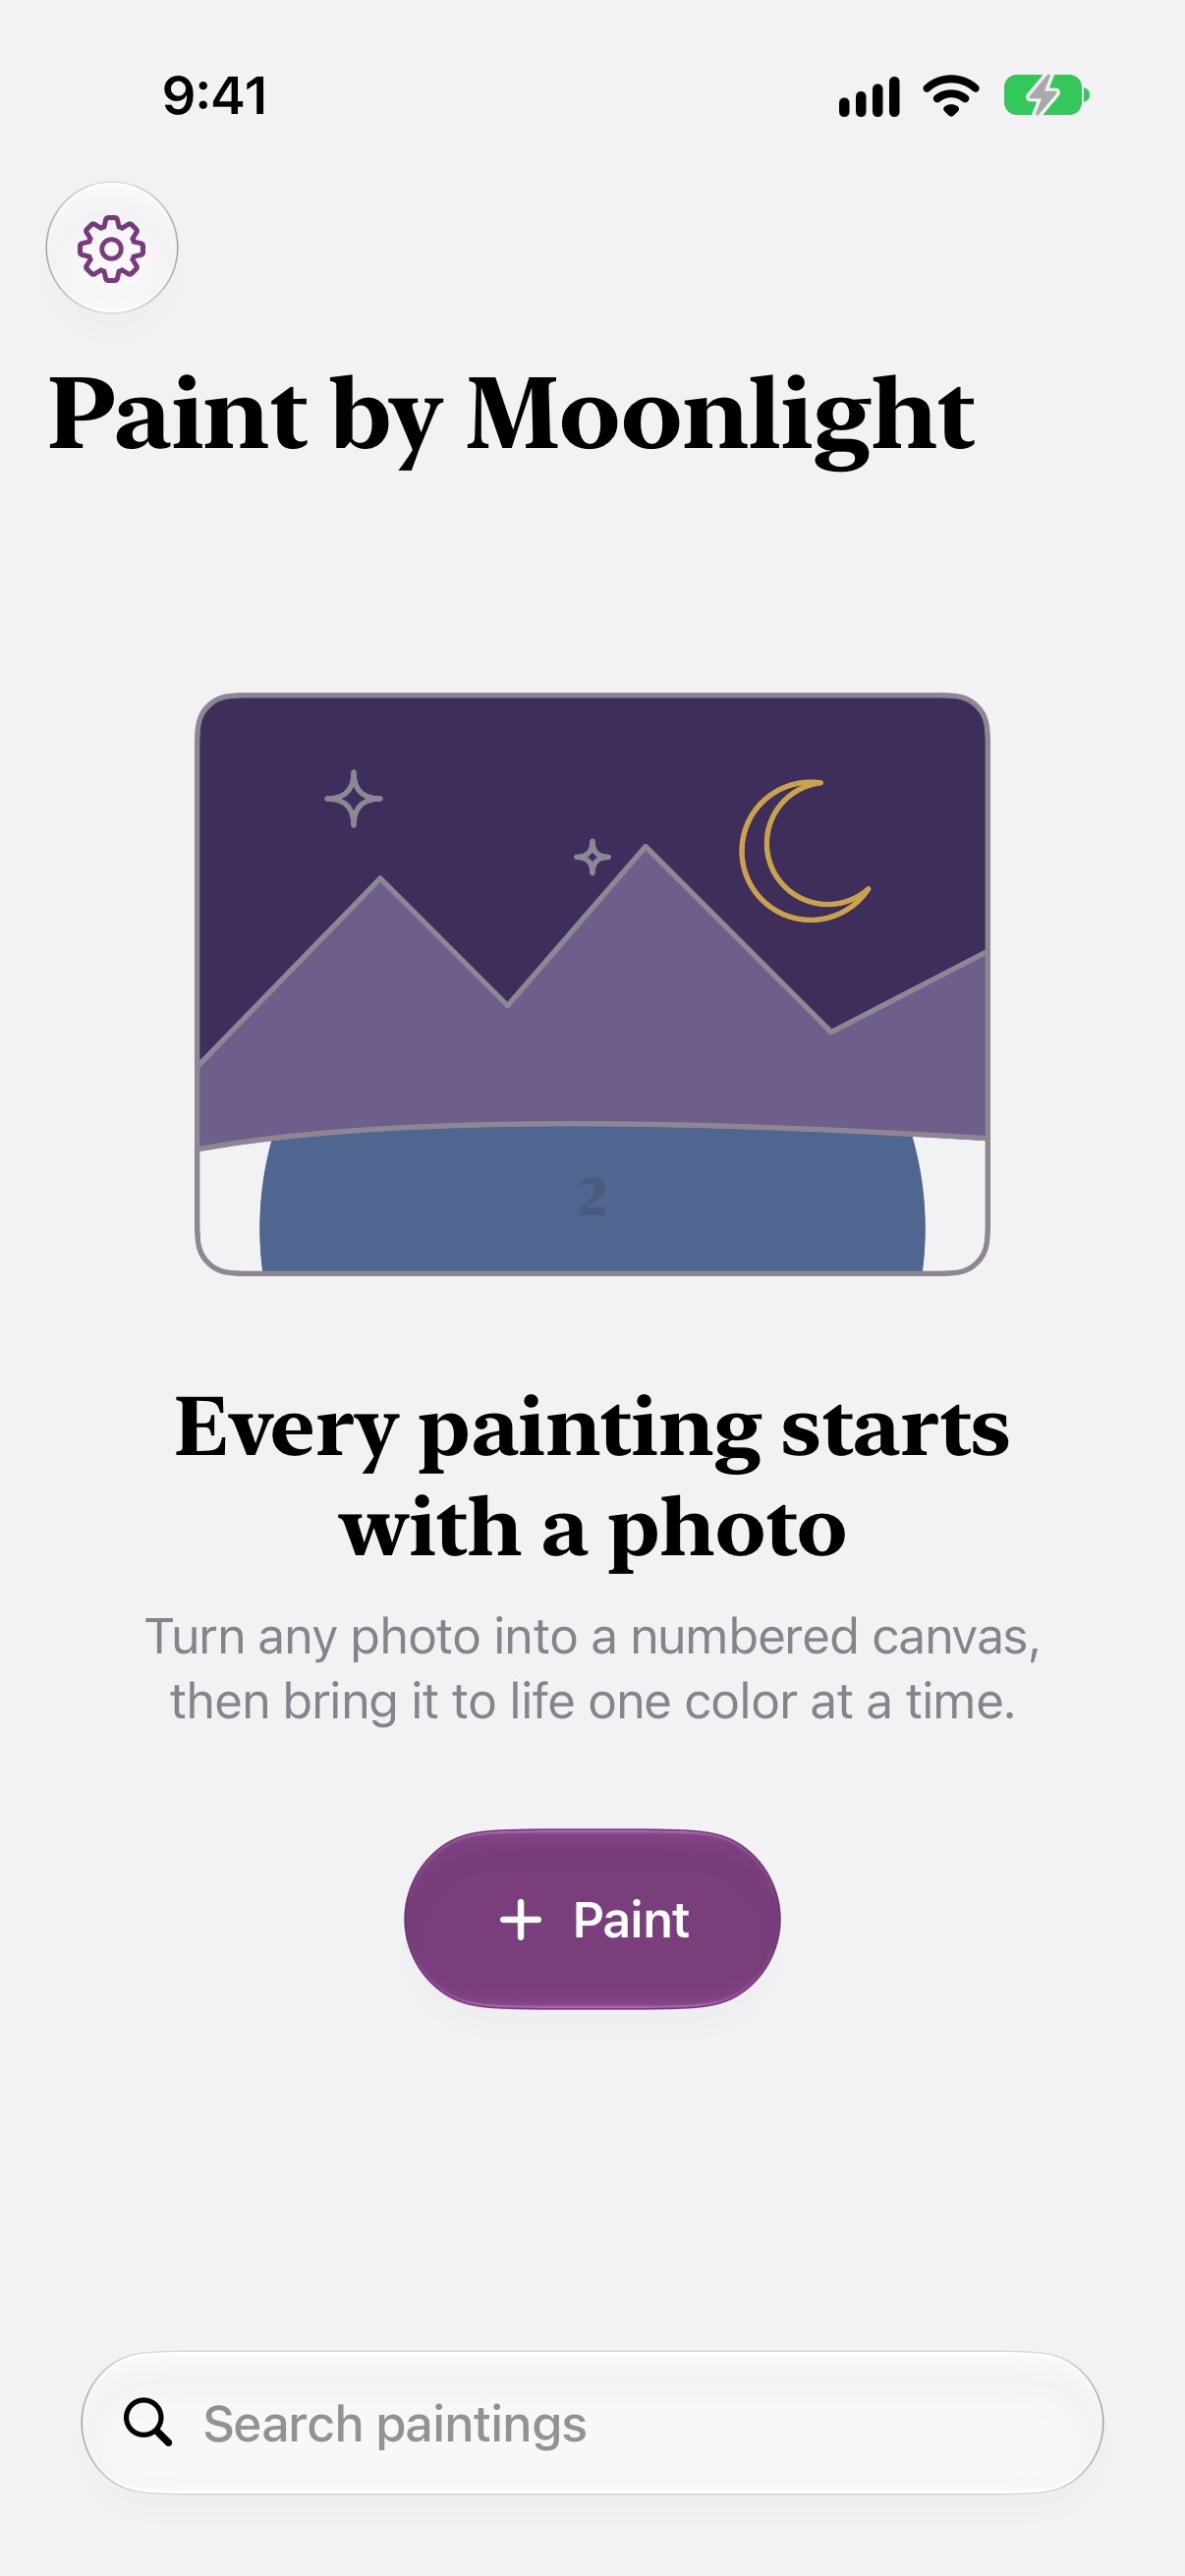 9:41
Paint by Moonlight
2
Every painting starts
with a photo
Turn any photo into a numbered canvas,
then bring it to life one color at a time.
+ Paint
Search paintings